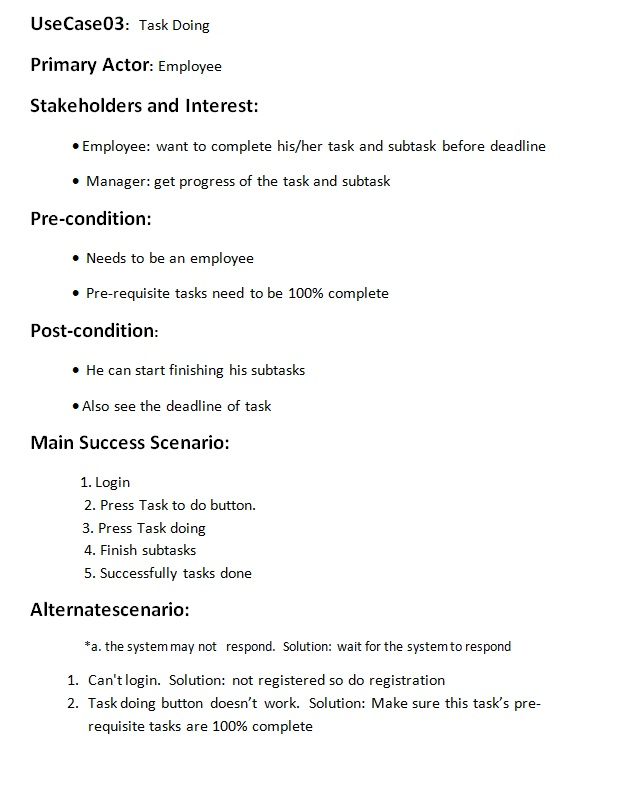 UseCase03: Task Doing
Primary Actor: Employee
Stakeholders and Interest:
• Employee: want to complete his/her task and subtask before deadline
• Manager: get progress of the task and subtask
Pre-condition:
• Needs to be an employee
• Pre-requisite tasks need to be 100% complete
Post-condition:
• He can start finishing his subtasks
• Also see the deadline of task
Main Success Scenario:
1. Login
2. Press Task to do button.
3. Press Task doing
4. Finish subtasks
5. Successfully tasks done
Alternatescenario:
*a. the system may not respond. Solution: wait for the system to respond
1. Can't login. Solution: not registered so do registration
2. Task doing button doesn’t work. Solution: Make sure this task’s pre-
requisite tasks are 100% complete